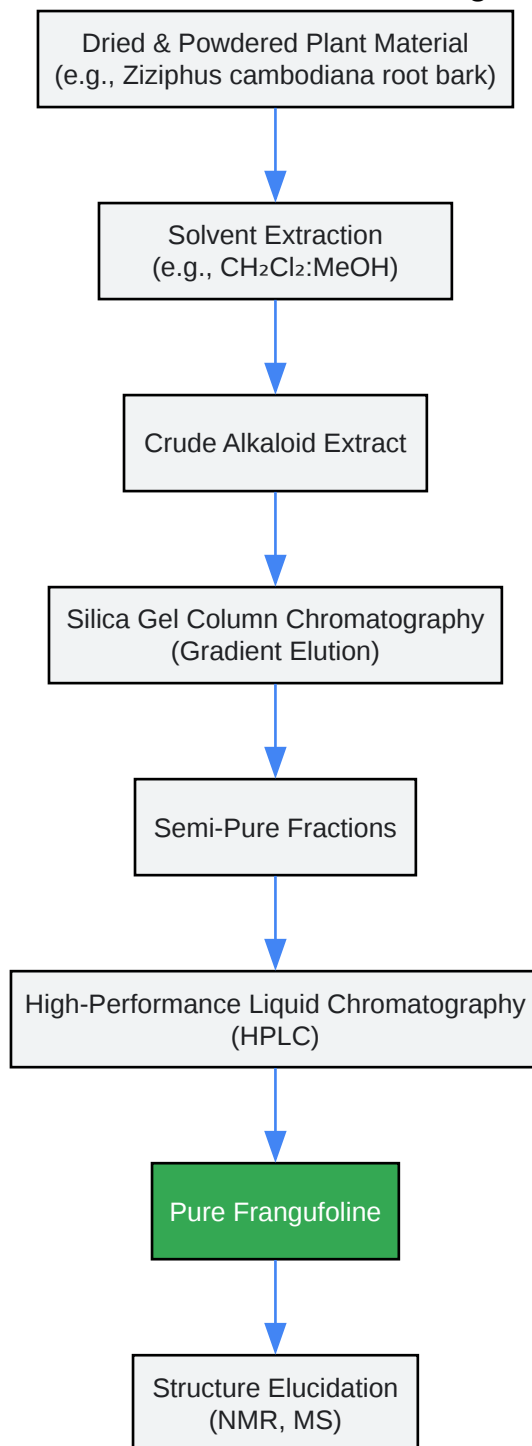 Dried & Powdered Plant Material
(e.g., Ziziphus cambodiana root bark)
Solvent Extraction
(e.g., CH₂Cl₂:MeOH)
Crude Alkaloid Extract
Silica Gel Column Chromatography
(Gradient Elution)
Semi-Pure Fractions
High-Performance Liquid Chromatography
(HPLC)
Pure Frangufoline
Structure Elucidation
(NMR, MS)